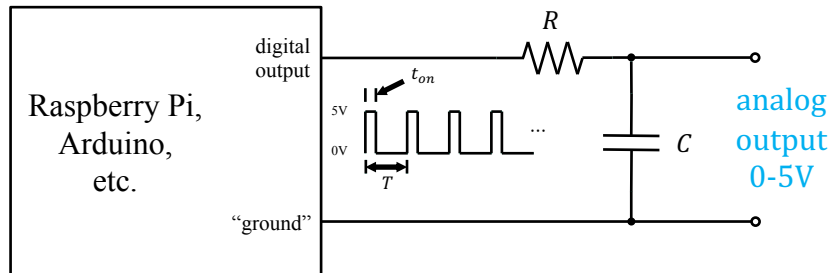 digital
output
R
t_on
Raspberry Pi,
Arduino,
etc.
5V
0V
...
T
C
analog
output
0-5V
“ground”